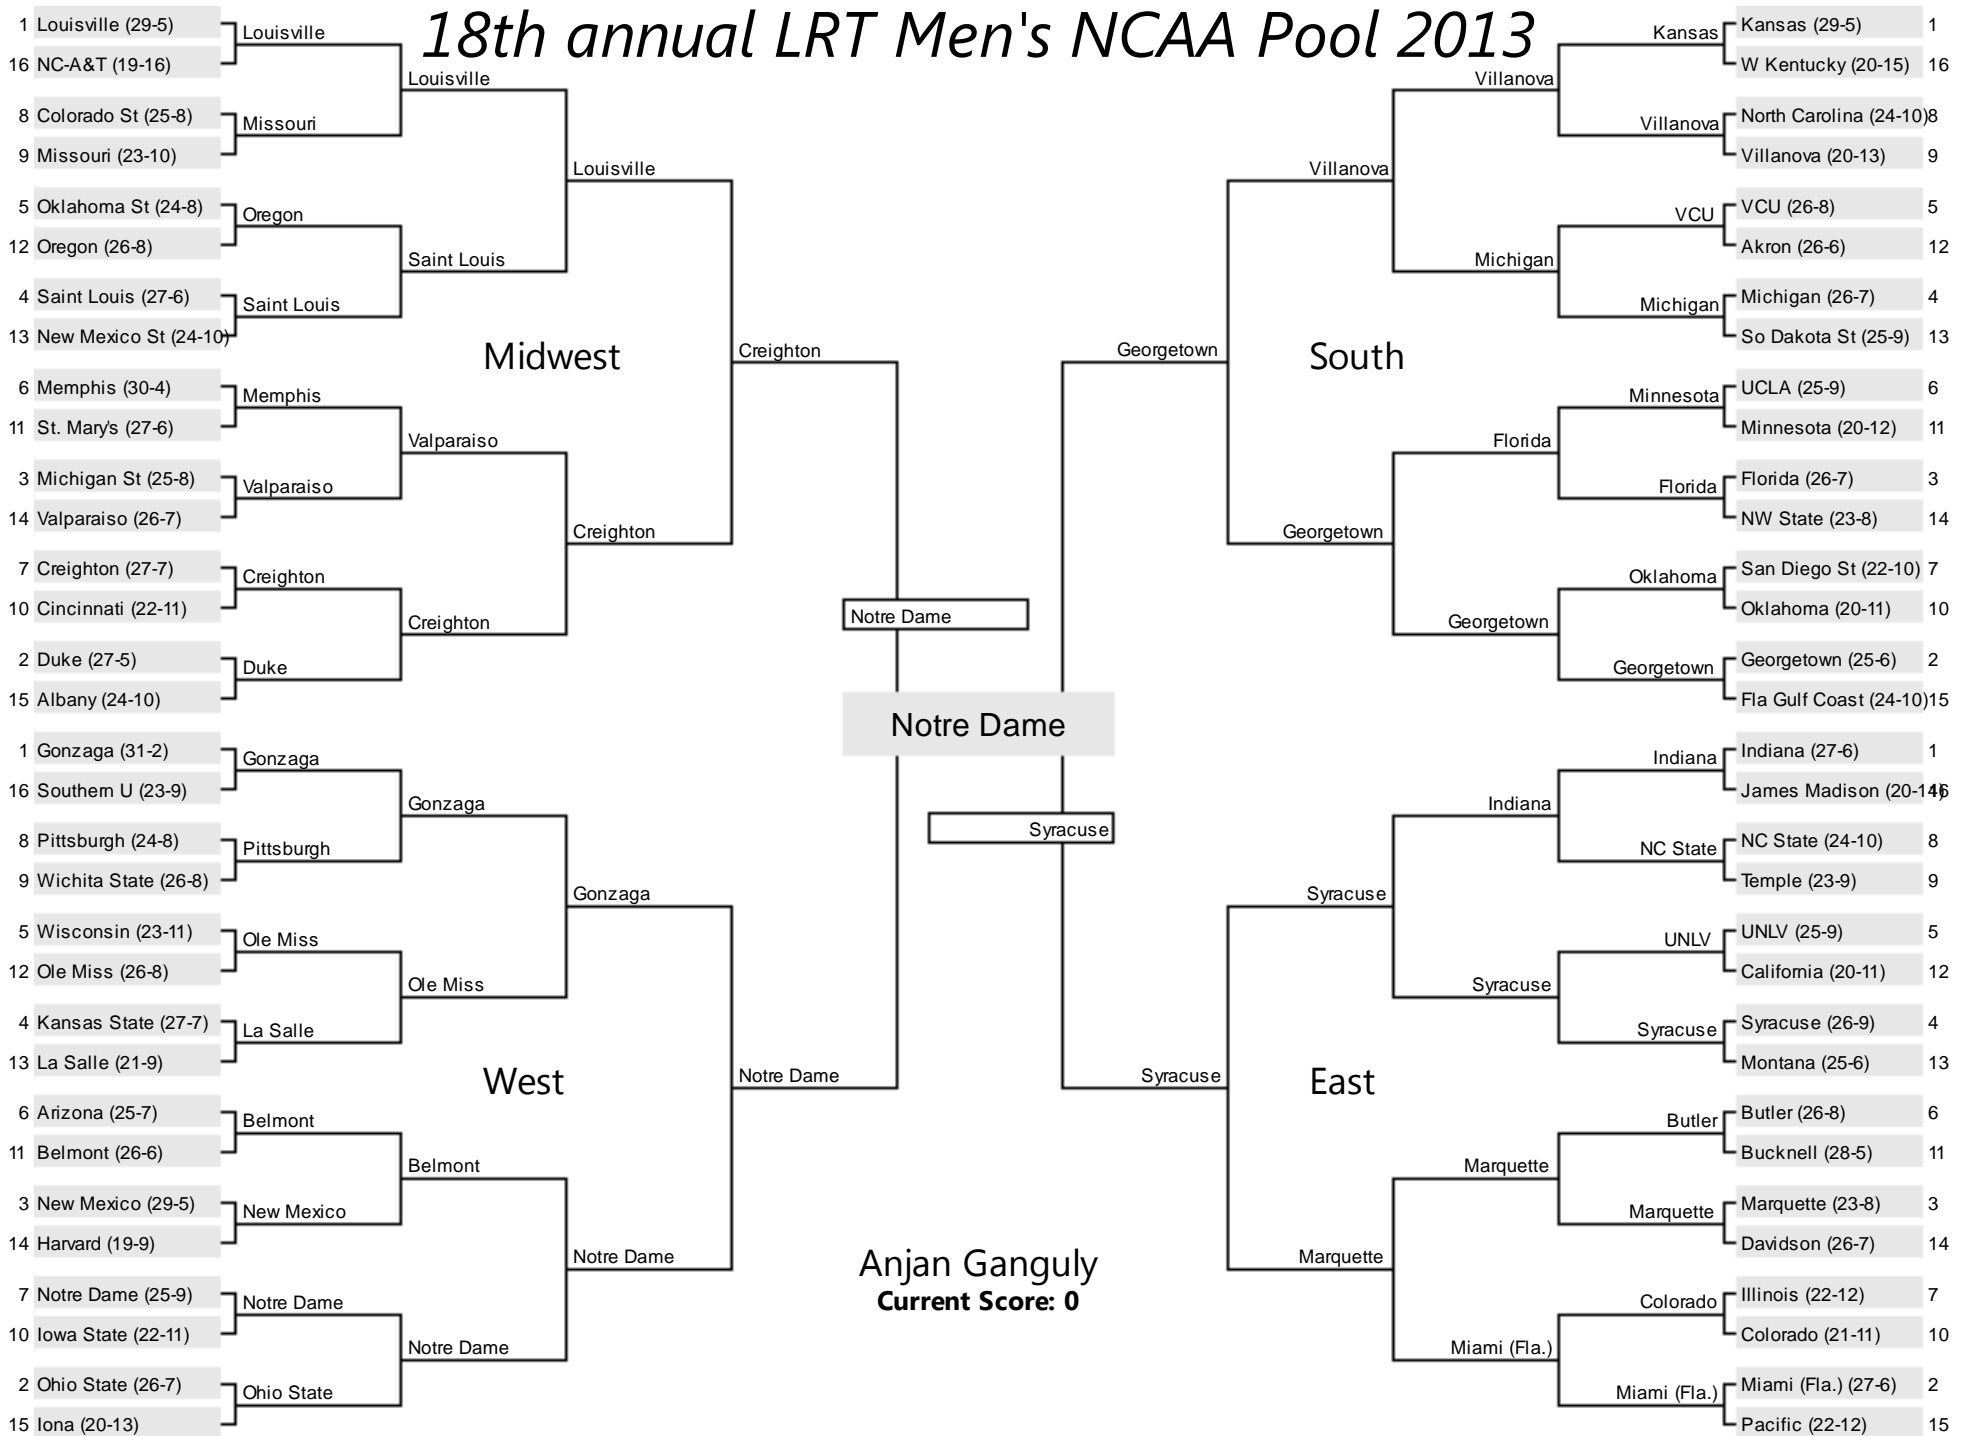 18th annual LRT Men's NCAA Pool 2013
1 Louisville (29-5)
16 NC-A&T (19-16)
8 Colorado St (25-8)
9 Missouri (23-10)
5 Oklahoma St (24-8)
12 Oregon (26-8)
4 Saint Louis (27-6)
13 New Mexico St (24-10)
6 Memphis (30-4)
11 St. Mary's (27-6)
3 Michigan St (25-8)
14 Valparaiso (26-7)
7 Creighton (27-7)
10 Cincinnati (22-11)
2 Duke (27-5)
15 Albany (24-10)
Louisville
Missouri
Oregon
Saint Louis
Memphis
Valparaiso
Creighton
Duke
Louisville
Saint Louis
Valparaiso
Creighton
Louisville
Creighton
Midwest
Creighton
1 Gonzaga (31-2)
16 Southern U (23-9)
8 Pittsburgh (24-8)
9 Wichita State (26-8)
5 Wisconsin (23-11)
12 Ole Miss (26-8)
4 Kansas State (27-7)
13 La Salle (21-9)
6 Arizona (25-7)
11 Belmont (26-6)
3 New Mexico (29-5)
14 Harvard (19-9)
7 Notre Dame (25-9)
10 Iowa State (22-11)
2 Ohio State (26-7)
15 Iona (20-13)
Gonzaga
Pittsburgh
Ole Miss
La Salle
Belmont
New Mexico
Notre Dame
Ohio State
Gonzaga
Ole Miss
Belmont
Notre Dame
Gonzaga
Notre Dame
West
Notre Dame
Notre Dame
Notre Dame
Syracuse
Anjan Ganguly
Current Score: 0
Kansas (29-5) 1
W Kentucky (20-15) 16
North Carolina (24-10) 8
Villanova (20-13) 9
VCU (26-8) 5
Akron (26-6) 12
Michigan (26-7) 4
So Dakota St (25-9) 13
UCLA (25-9) 6
Minnesota (20-12) 11
Florida (26-7) 3
NW State (23-8) 14
San Diego St (22-10) 7
Oklahoma (20-11) 10
Georgetown (25-6) 2
Fla Gulf Coast (24-10) 15
Kansas
Villanova
VCU
Michigan
Minnesota
Florida
Oklahoma
Georgetown
Villanova
Michigan
Florida
Georgetown
Villanova
Georgetown
South
Georgetown
Indiana (27-6) 1
James Madison (20-14) 16
NC State (24-10) 8
Temple (23-9) 9
UNLV (25-9) 5
California (20-11) 12
Syracuse (26-9) 4
Montana (25-6) 13
Butler (26-8) 6
Bucknell (28-5) 11
Marquette (23-8) 3
Davidson (26-7) 14
Illinois (22-12) 7
Colorado (21-11) 10
Miami (Fla.) (27-6) 2
Pacific (22-12) 15
Indiana
NC State
UNLV
Syracuse
Butler
Marquette
Colorado
Miami (Fla.)
Indiana
Syracuse
Marquette
Miami (Fla.)
Syracuse
Marquette
East
Syracuse